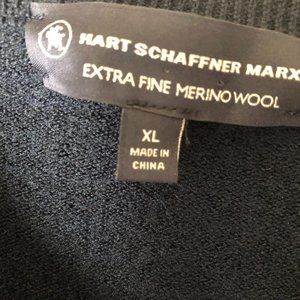 HART SCHAFFNER MARX
EXTRA FINE MERINO WOOL
XL
MADE IN
CHINA